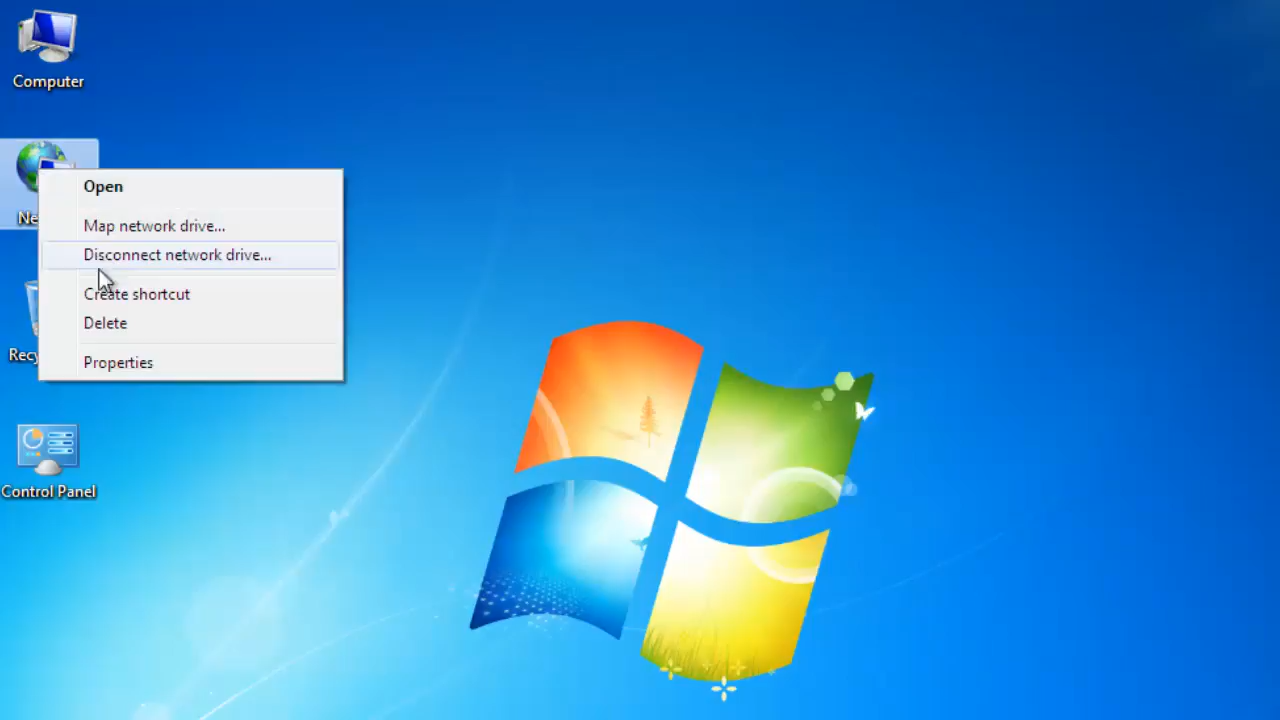 Computer
Ne
Open
Map network drive...
Disconnect network drive...
Create shortcut
Delete
Properties
Recy
Control Panel